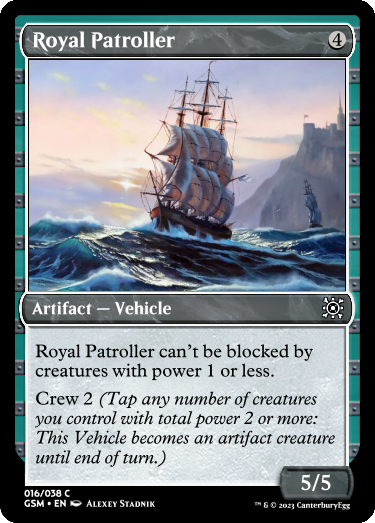 Royal Patroller 4
Artifact — Vehicle
Royal Patroller can't be blocked by
creatures with power 1 or less.
Crew 2 (Tap any number of creatures
you control with total power 2 or more:
This Vehicle becomes an artifact creature
until end of turn.)
5/5
016/038 C
GSM • EN Alexey Stadnik
™ & © 2023 CanterburyEgg